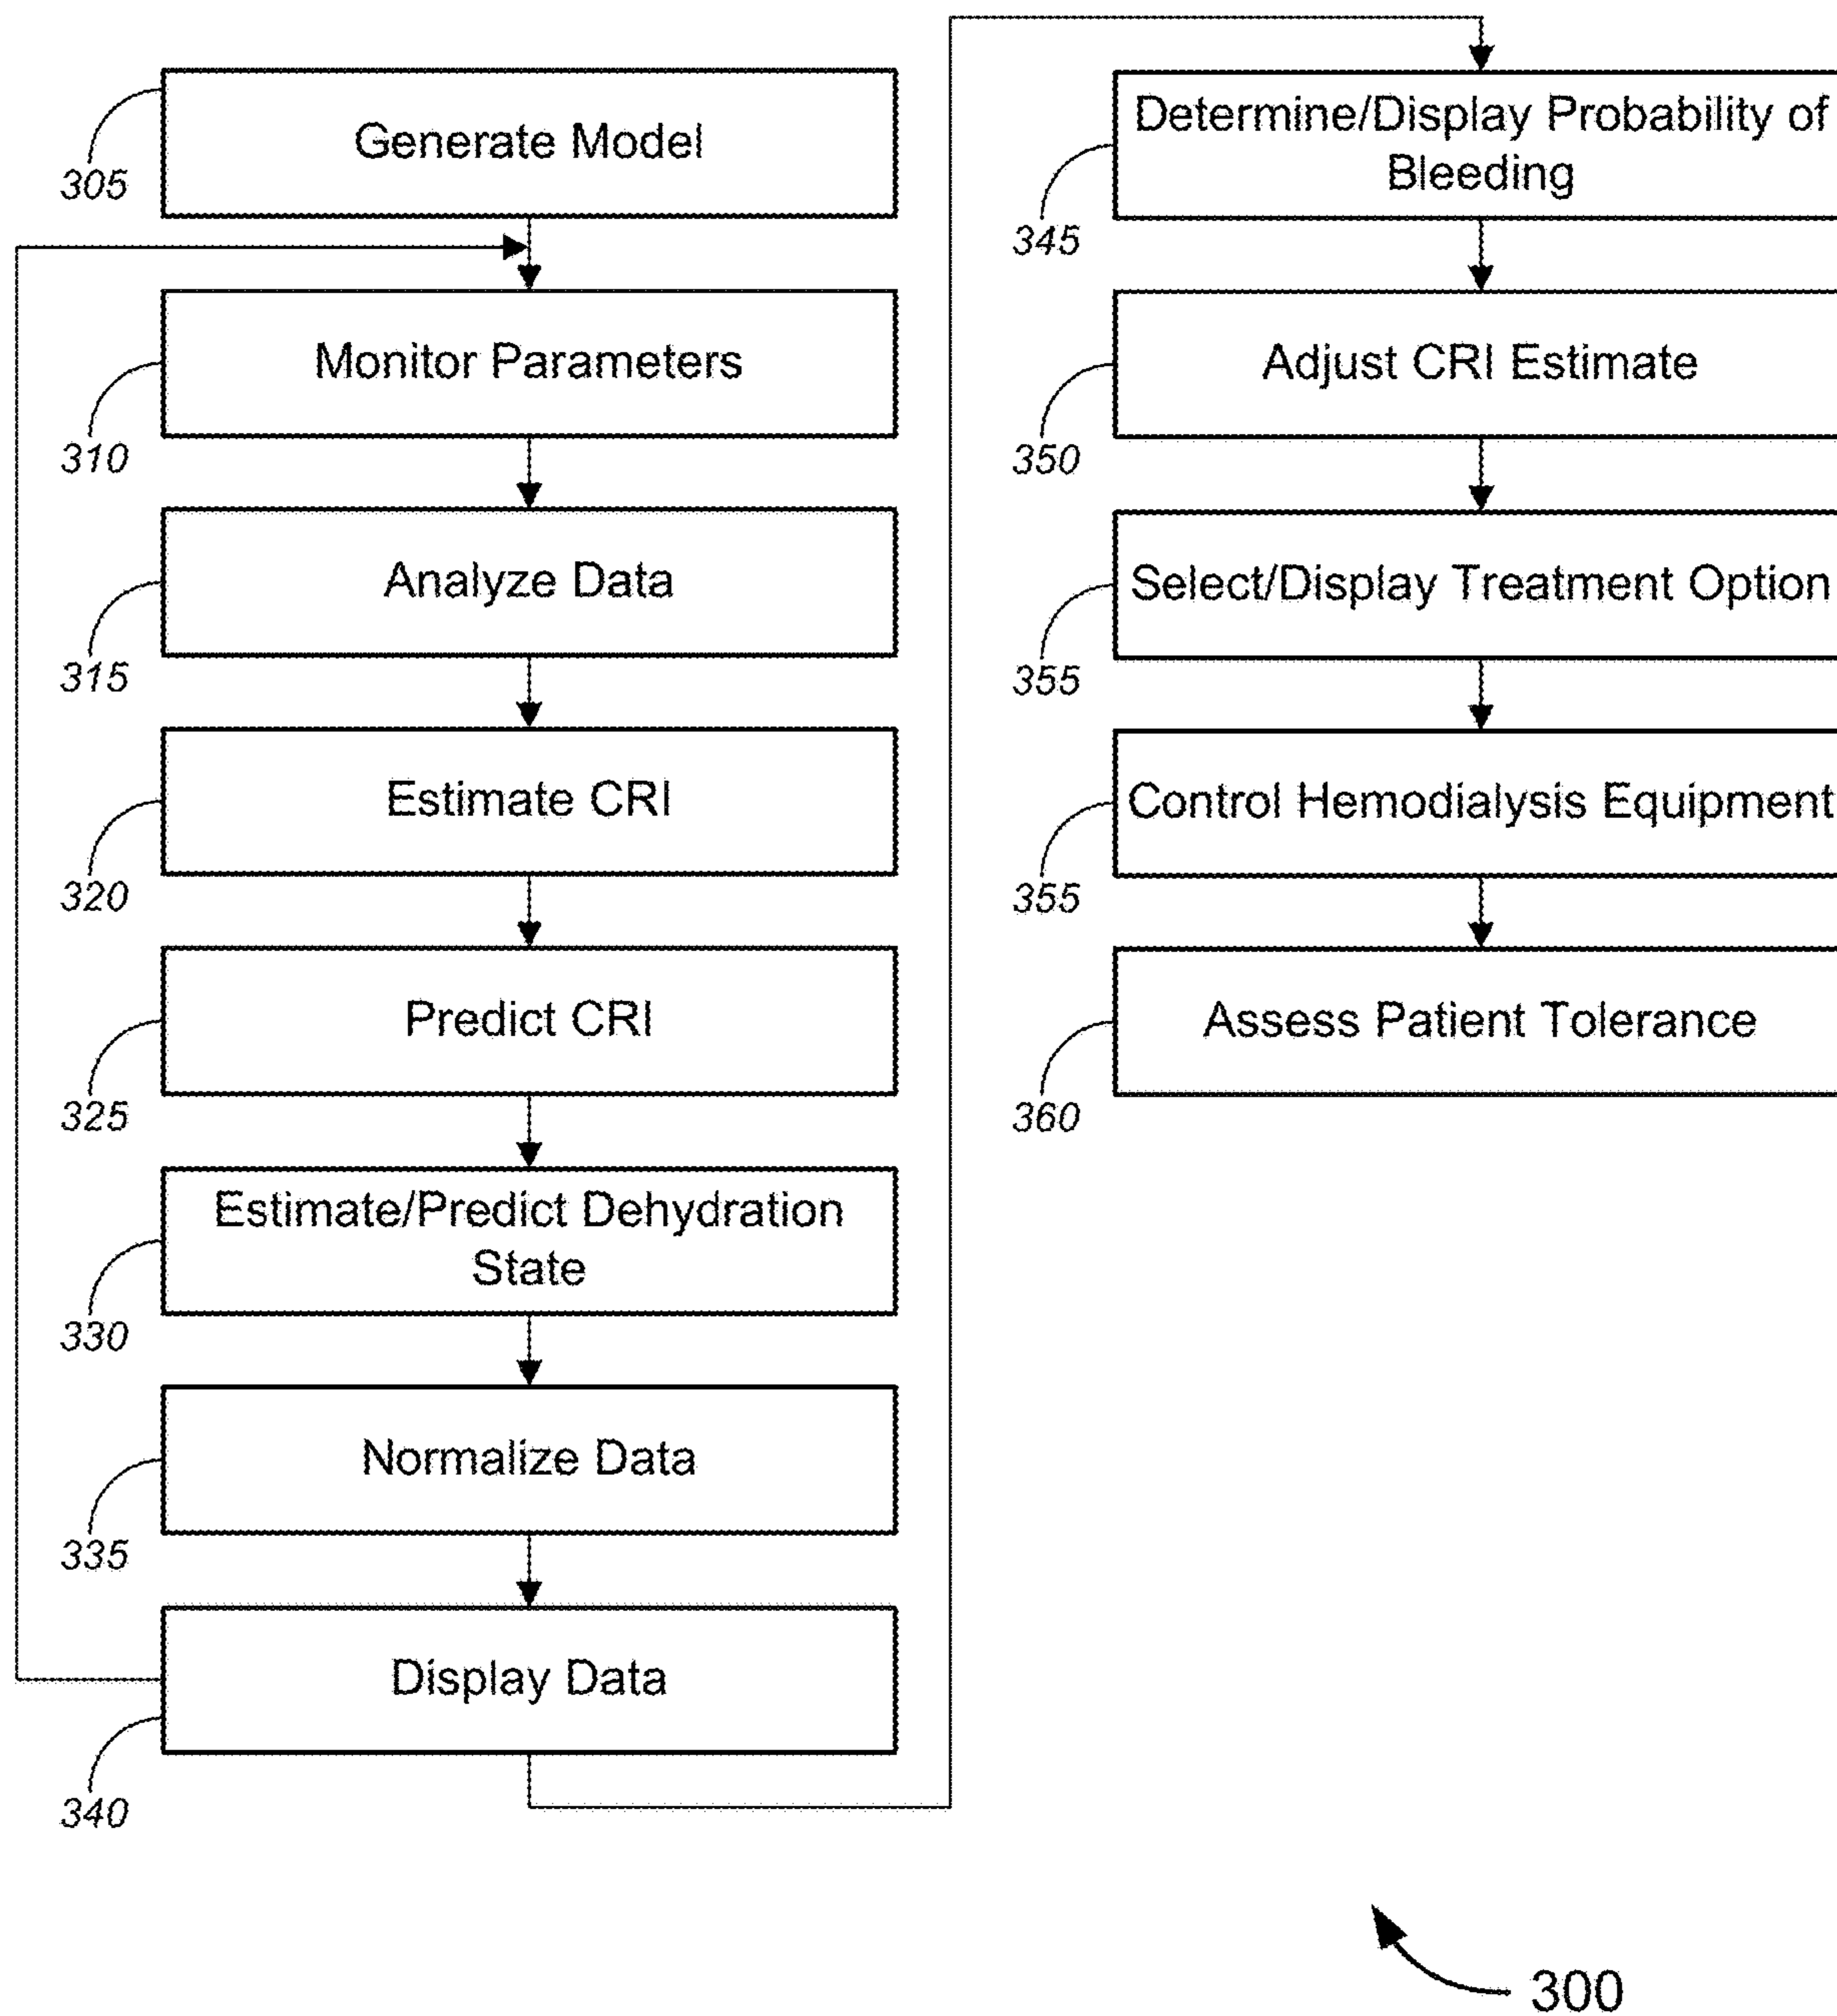 Generate Model
305
Monitor Parameters
310
Analyze Data
315
Estimate CRI
320
Predict CRI
325
Estimate/Predict Dehydration
State
330
Normalize Data
335
Display Data
340
Determine/Display Probability of
Bleeding
345
Adjust CRI Estimate
350
Select/Display Treatment Option
355
Control Hemodialysis Equipment
355
Assess Patient Tolerance
360
300